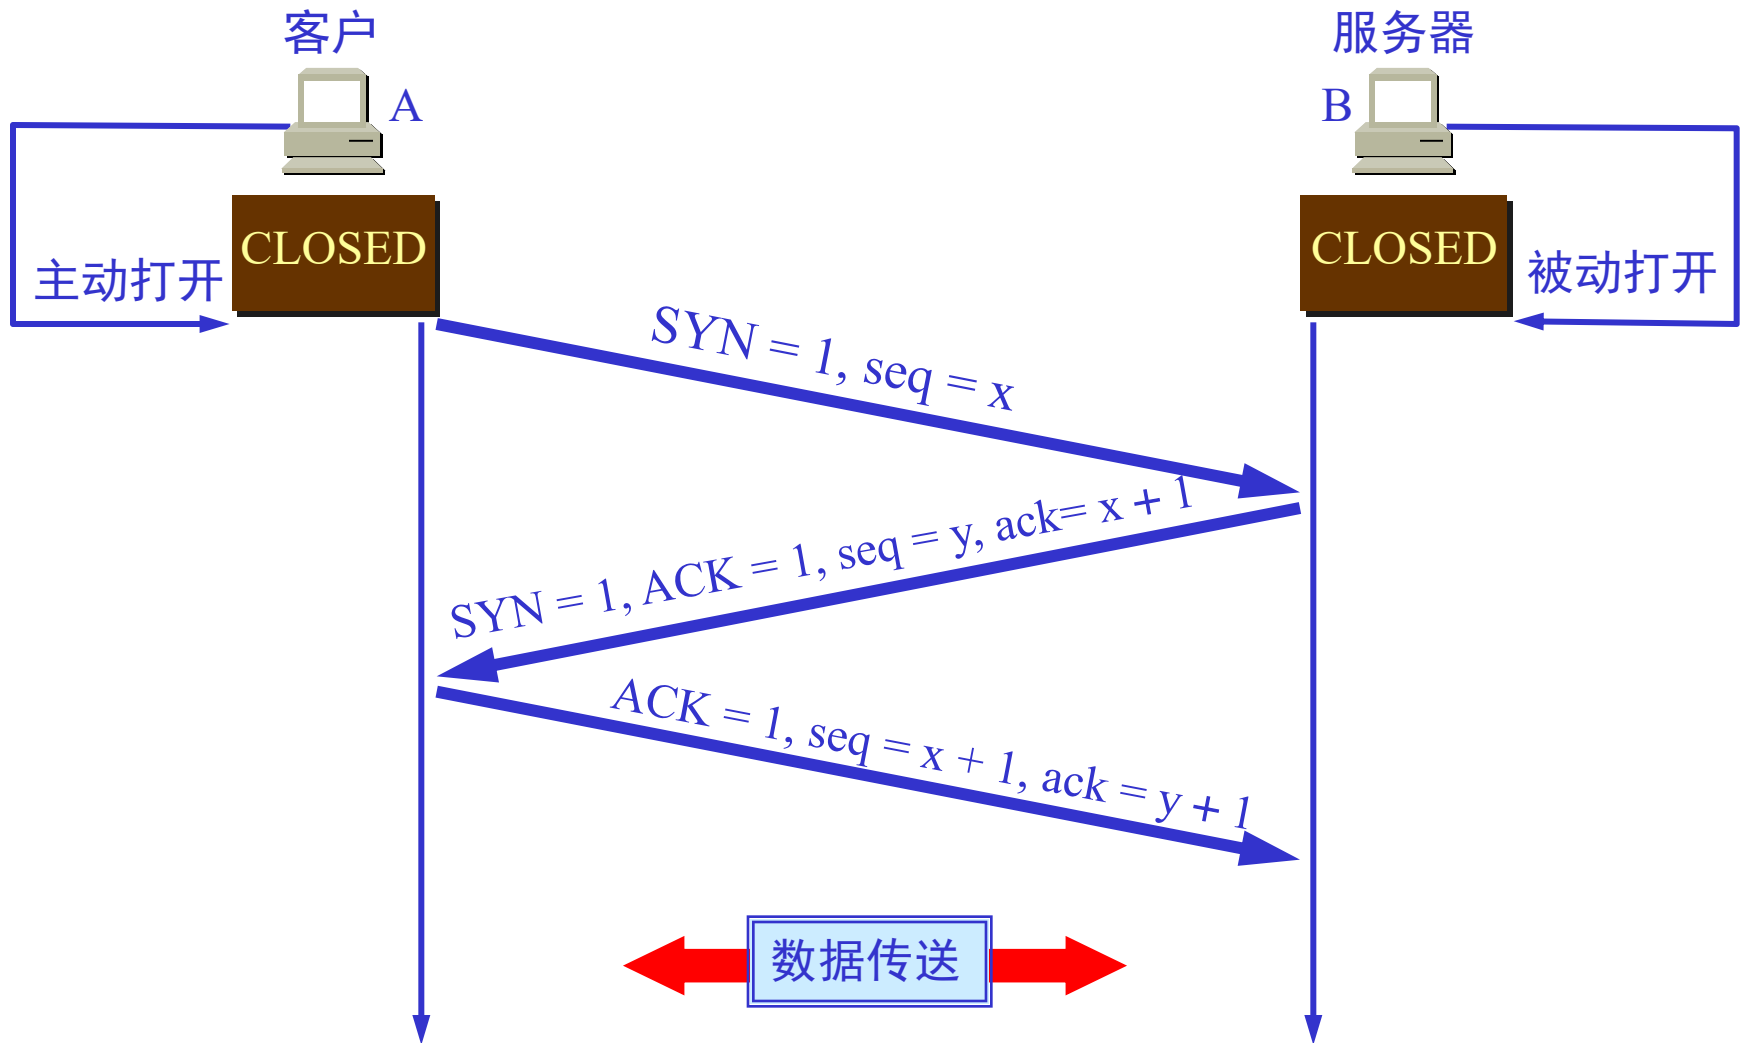 客户
服务器
A
B
CLOSED
CLOSED
主动打开
被动打开
SYN = 1, seq = x
SYN = 1, ACK = 1, seq = y, ack= x + 1
ACK = 1, seq = x + 1, ack = y + 1
数据传送